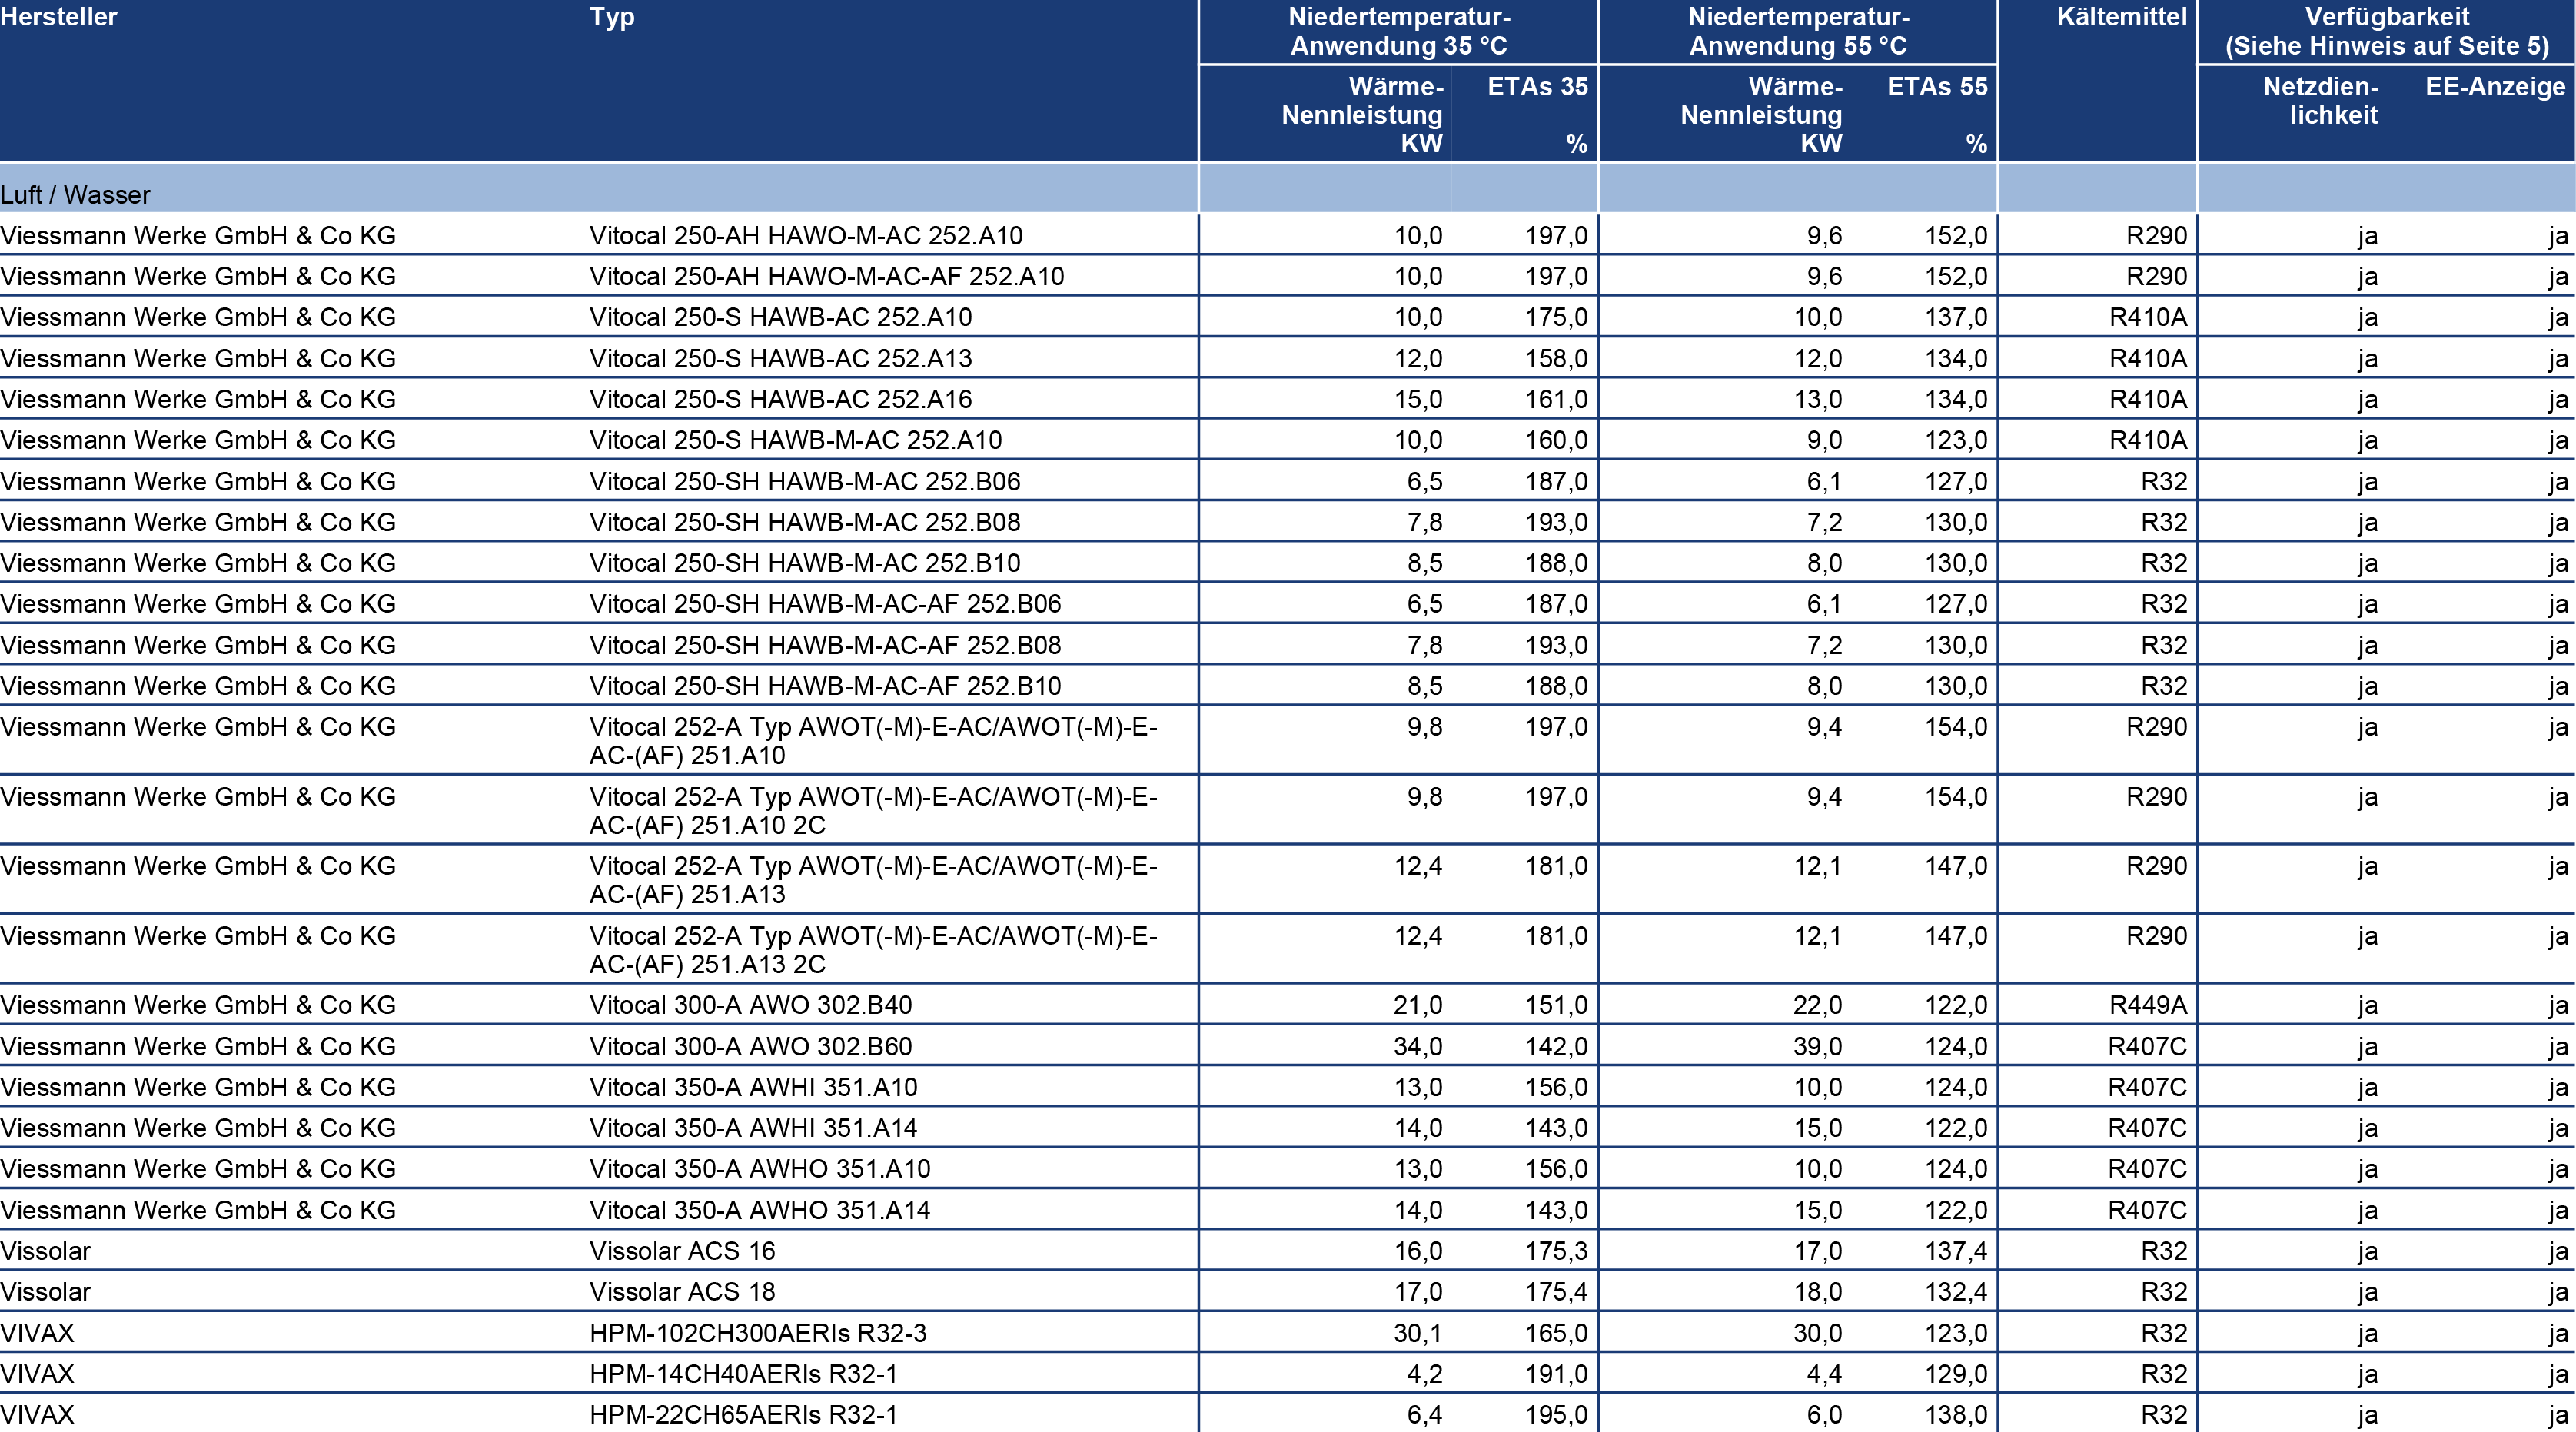 Hersteller Typ Niedertemperatur- Niedertemperatur- Kältemittel Verfügbarkeit
Anwendung 35 °C Anwendung 55 °C (Siehe Hinweis auf Seite 5)
Wärme- ETAs 35 Wärme- ETAs 55 Netzdien- EE-Anzeige
Nennleistung Nennleistung lichkeit
KW % KW %
Luft / Wasser
Viessmann Werke GmbH & Co KG Vitocal 250-AH HAWO-M-AC 252.A10 10,0 197,0 9,6 152,0 R290 ja ja
Viessmann Werke GmbH & Co KG Vitocal 250-AH HAWO-M-AC-AF 252.A10 10,0 197,0 9,6 152,0 R290 ja ja
Viessmann Werke GmbH & Co KG Vitocal 250-S HAWB-AC 252.A10 10,0 175,0 10,0 137,0 R410A ja ja
Viessmann Werke GmbH & Co KG Vitocal 250-S HAWB-AC 252.A13 12,0 158,0 12,0 134,0 R410A ja ja
Viessmann Werke GmbH & Co KG Vitocal 250-S HAWB-AC 252.A16 15,0 161,0 13,0 134,0 R410A ja ja
Viessmann Werke GmbH & Co KG Vitocal 250-S HAWB-M-AC 252.A10 10,0 160,0 9,0 123,0 R410A ja ja
Viessmann Werke GmbH & Co KG Vitocal 250-SH HAWB-M-AC 252.B06 6,5 187,0 6,1 127,0 R32 ja ja
Viessmann Werke GmbH & Co KG Vitocal 250-SH HAWB-M-AC 252.B08 7,8 193,0 7,2 130,0 R32 ja ja
Viessmann Werke GmbH & Co KG Vitocal 250-SH HAWB-M-AC 252.B10 8,5 188,0 8,0 130,0 R32 ja ja
Viessmann Werke GmbH & Co KG Vitocal 250-SH HAWB-M-AC-AF 252.B06 6,5 187,0 6,1 127,0 R32 ja ja
Viessmann Werke GmbH & Co KG Vitocal 250-SH HAWB-M-AC-AF 252.B08 7,8 193,0 7,2 130,0 R32 ja ja
Viessmann Werke GmbH & Co KG Vitocal 250-SH HAWB-M-AC-AF 252.B10 8,5 188,0 8,0 130,0 R32 ja ja
Viessmann Werke GmbH & Co KG Vitocal 252-A Typ AWOT(-M)-E-AC/AWOT(-M)-E- 9,8 197,0 9,4 154,0 R290 ja ja
AC-(AF) 251.A10
Viessmann Werke GmbH & Co KG Vitocal 252-A Typ AWOT(-M)-E-AC/AWOT(-M)-E- 9,8 197,0 9,4 154,0 R290 ja ja
AC-(AF) 251.A10 2C
Viessmann Werke GmbH & Co KG Vitocal 252-A Typ AWOT(-M)-E-AC/AWOT(-M)-E- 12,4 181,0 12,1 147,0 R290 ja ja
AC-(AF) 251.A13
Viessmann Werke GmbH & Co KG Vitocal 252-A Typ AWOT(-M)-E-AC/AWOT(-M)-E- 12,4 181,0 12,1 147,0 R290 ja ja
AC-(AF) 251.A13 2C
Viessmann Werke GmbH & Co KG Vitocal 300-A AWO 302.B40 21,0 151,0 22,0 122,0 R449A ja ja
Viessmann Werke GmbH & Co KG Vitocal 300-A AWO 302.B60 34,0 142,0 39,0 124,0 R407C ja ja
Viessmann Werke GmbH & Co KG Vitocal 350-A AWHI 351.A10 13,0 156,0 10,0 124,0 R407C ja ja
Viessmann Werke GmbH & Co KG Vitocal 350-A AWHI 351.A14 14,0 143,0 15,0 122,0 R407C ja ja
Viessmann Werke GmbH & Co KG Vitocal 350-A AWHO 351.A10 13,0 156,0 10,0 124,0 R407C ja ja
Viessmann Werke GmbH & Co KG Vitocal 350-A AWHO 351.A14 14,0 143,0 15,0 122,0 R407C ja ja
Vissolar Vissolar ACS 16 16,0 175,3 17,0 137,4 R32 ja ja
Vissolar Vissolar ACS 18 17,0 175,4 18,0 132,4 R32 ja ja
VIVAX HPM-102CH300AERIs R32-3 30,1 165,0 30,0 123,0 R32 ja ja
VIVAX HPM-14CH40AERIs R32-1 4,2 191,0 4,4 129,0 R32 ja ja
VIVAX HPM-22CH65AERIs R32-1 6,4 195,0 6,0 138,0 R32 ja ja